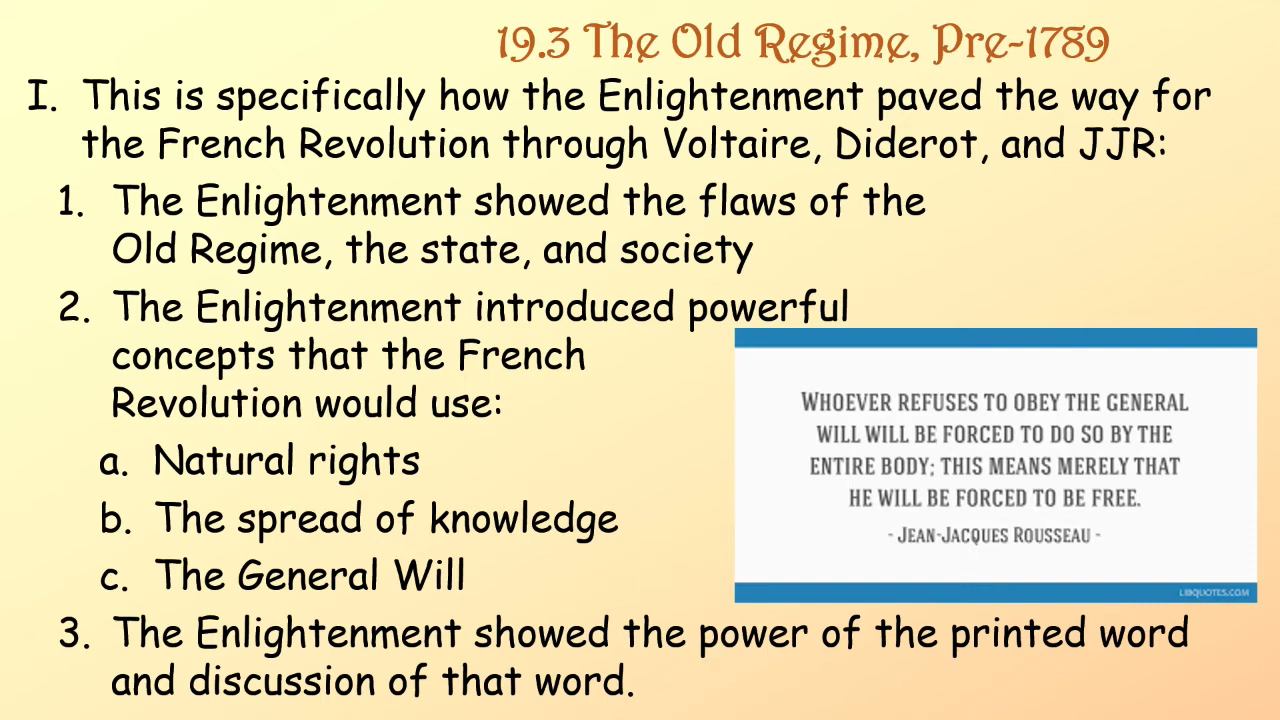 19.3 The Old Regime, Pre-1789
I. This is specifically how the Enlightenment paved the way for
the French Revolution through Voltaire, Diderot, and JJR:
1. The Enlightenment showed the flaws of the
Old Regime, the state, and society
2. The Enlightenment introduced powerful
concepts that the French
Revolution would use:
a. Natural rights
b. The spread of knowledge
c. The General Will
3. The Enlightenment showed the power of the printed word
and discussion of that word.
WHOEVER REFUSES TO OBEY THE GENERAL
WILL WILL BE FORCED TO DO SO BY THE
ENTIRE BODY; THIS MEANS MERELY THAT
HE WILL BE FORCED TO BE FREE.
- JEAN-JACQUES ROUSSEAU -
LIBQUOTES.COM